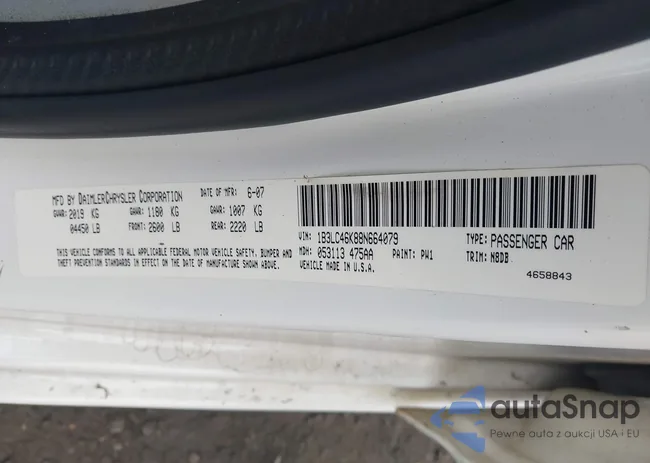 MFD BY DAIMLERCHRYSLER CORPORATION DATE OF MFR: 6-07
GVWR: 2019 KG GAWR: 1180 KG GAWR: 1007 KG
04450 LB FRONT: 2600 LB REAR: 2220 LB
THIS VEHICLE CONFORMS TO ALL APPLICABLE FEDERAL MOTOR VEHICLE SAFETY, BUMPER AND
THEFT PREVENTION STANDARDS IN EFFECT ON THE DATE OF MANUFACTURE SHOWN ABOVE.
VIN: 1B3LC46K88N664079 TYPE: PASSENGER CAR
MDH: 053113 475AA PAINT: PW1 TRIM: N8DB
VEHICLE MADE IN U.S.A.
4658843
autaSnap
Pewne auta z aukcji USA i EU